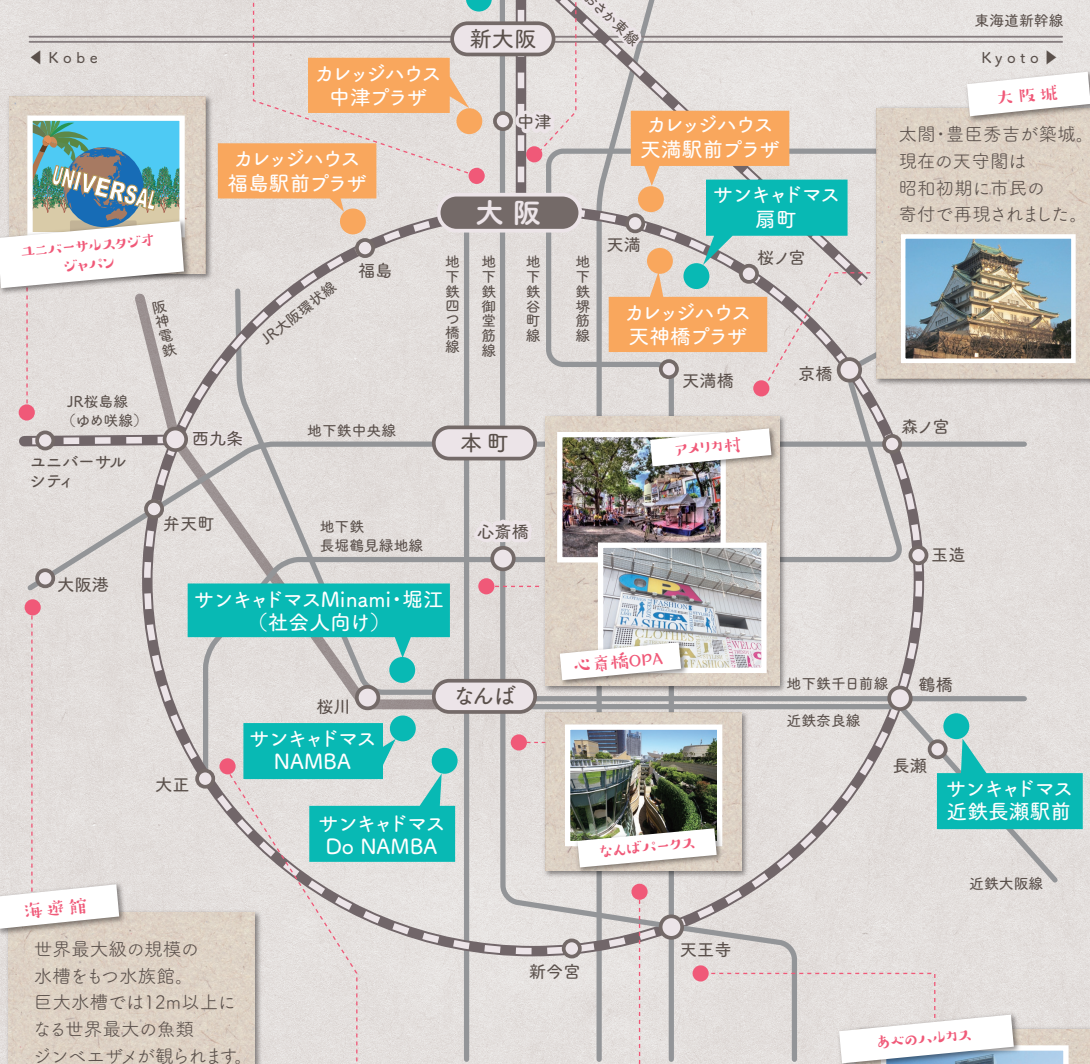 おさか東線
東海道新幹線
新大阪
Kobe
Kyoto
カレッジハウス
中津プラザ
中津
カレッジハウス
天満駅前プラザ
大阪城
太閤・豊臣秀吉が築城。
現在の天守閣は
昭和初期に市民の
寄付で再現されました。
カレッジハウス
福島駅前プラザ
UNIVERSAL
ユニバーサルスタジオ
ジャパン
大阪
サンキャドマス
扇町
天満
桜ノ宮
福島
阪神電鉄
JR大阪環状線
地下鉄四つ橋線
地下鉄御堂筋線
地下鉄谷町線
地下鉄堺筋線
カレッジハウス
天神橋プラザ
天満橋
京橋
JR桜島線
（ゆめ咲線）
ユニバーサル
シティ
西九条
地下鉄中央線
本町
森ノ宮
アメリカ村
弁天町
地下鉄
長堀鶴見緑地線
心斎橋
玉造
大阪港
OPA
FASHION
OPA
FASHION
CLOTHES
FASHION
心斎橋OPA
サンキャドマスMinami・堀江
（社会人向け）
桜川
なんば
地下鉄千日前線
鶴橋
近鉄奈良線
サンキャドマス
NAMBA
大正
長瀬
サンキャドマス
近鉄長瀬駅前
サンキャドマス
Do NAMBA
なんばパークス
近鉄大阪線
海遊館
世界最大級の規模の
水槽をもつ水族館。
巨大水槽では12m以上に
なる世界最大の魚類
ジンベエザメが観られます。
新今宮
天王寺
あべのハルカス